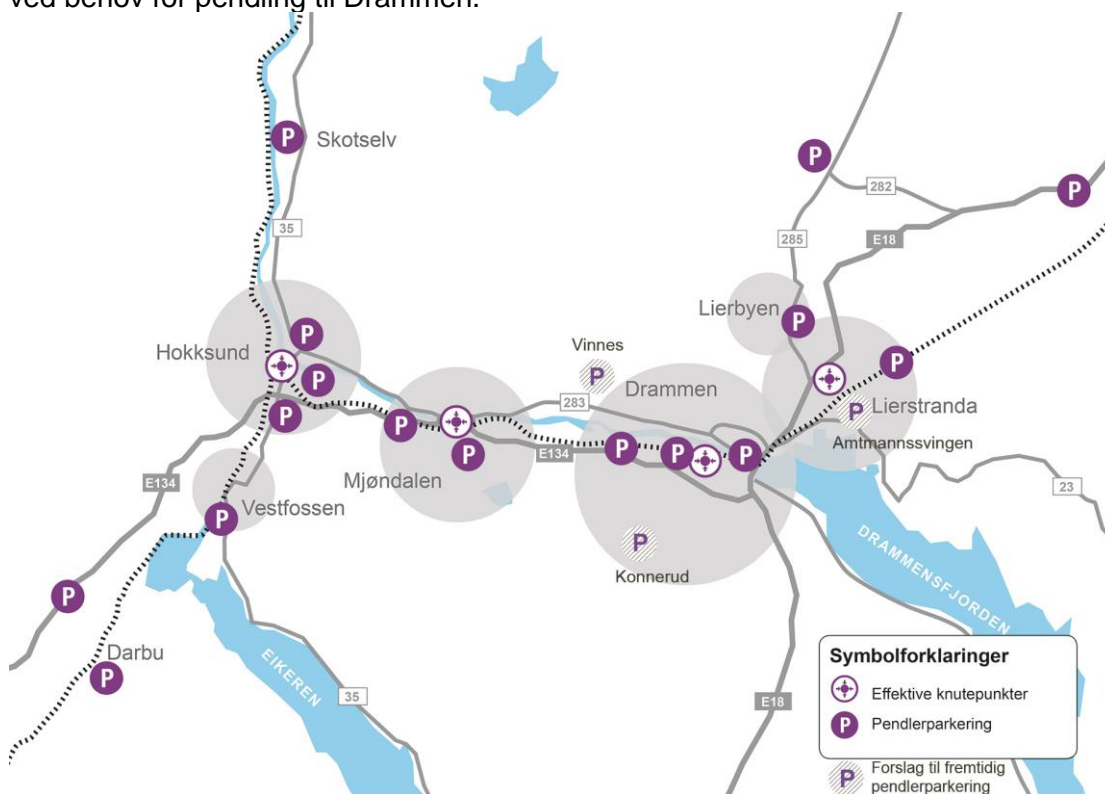 ved behov for pendling til Drammen.
P
Skotselv
P
P
282
35
285
E18
Lierbyen
P
P
Hokksund
Vinnes
P
P
P
Drammen
P
P
283
P
Lierstranda
Amtmannssvingen
P
P
P
P
E134
P
Mjøndalen
E134
23
Vestfossen
P
P
Konnerud
DRAMMENSFJORDEN
P
Darbu
P
EIKEREN
35
E18
Symbolforklaringer
Effektive knutepunkter
P
Pendlerparkering
P
Forslag til fremtidig
pendlerparkering